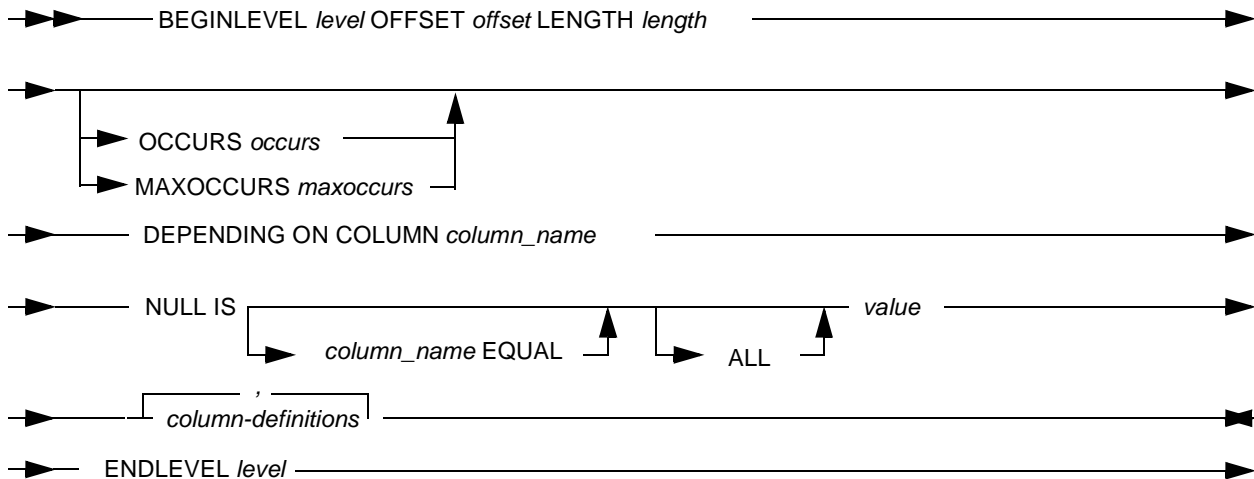 BEGINLEVEL level OFFSET offset LENGTH length
OCCURS occurs
MAXOCCURS maxoccurs
DEPENDING ON COLUMN column_name
NULL IS value
column_name EQUAL ALL
,
column-definitions
ENDLEVEL level